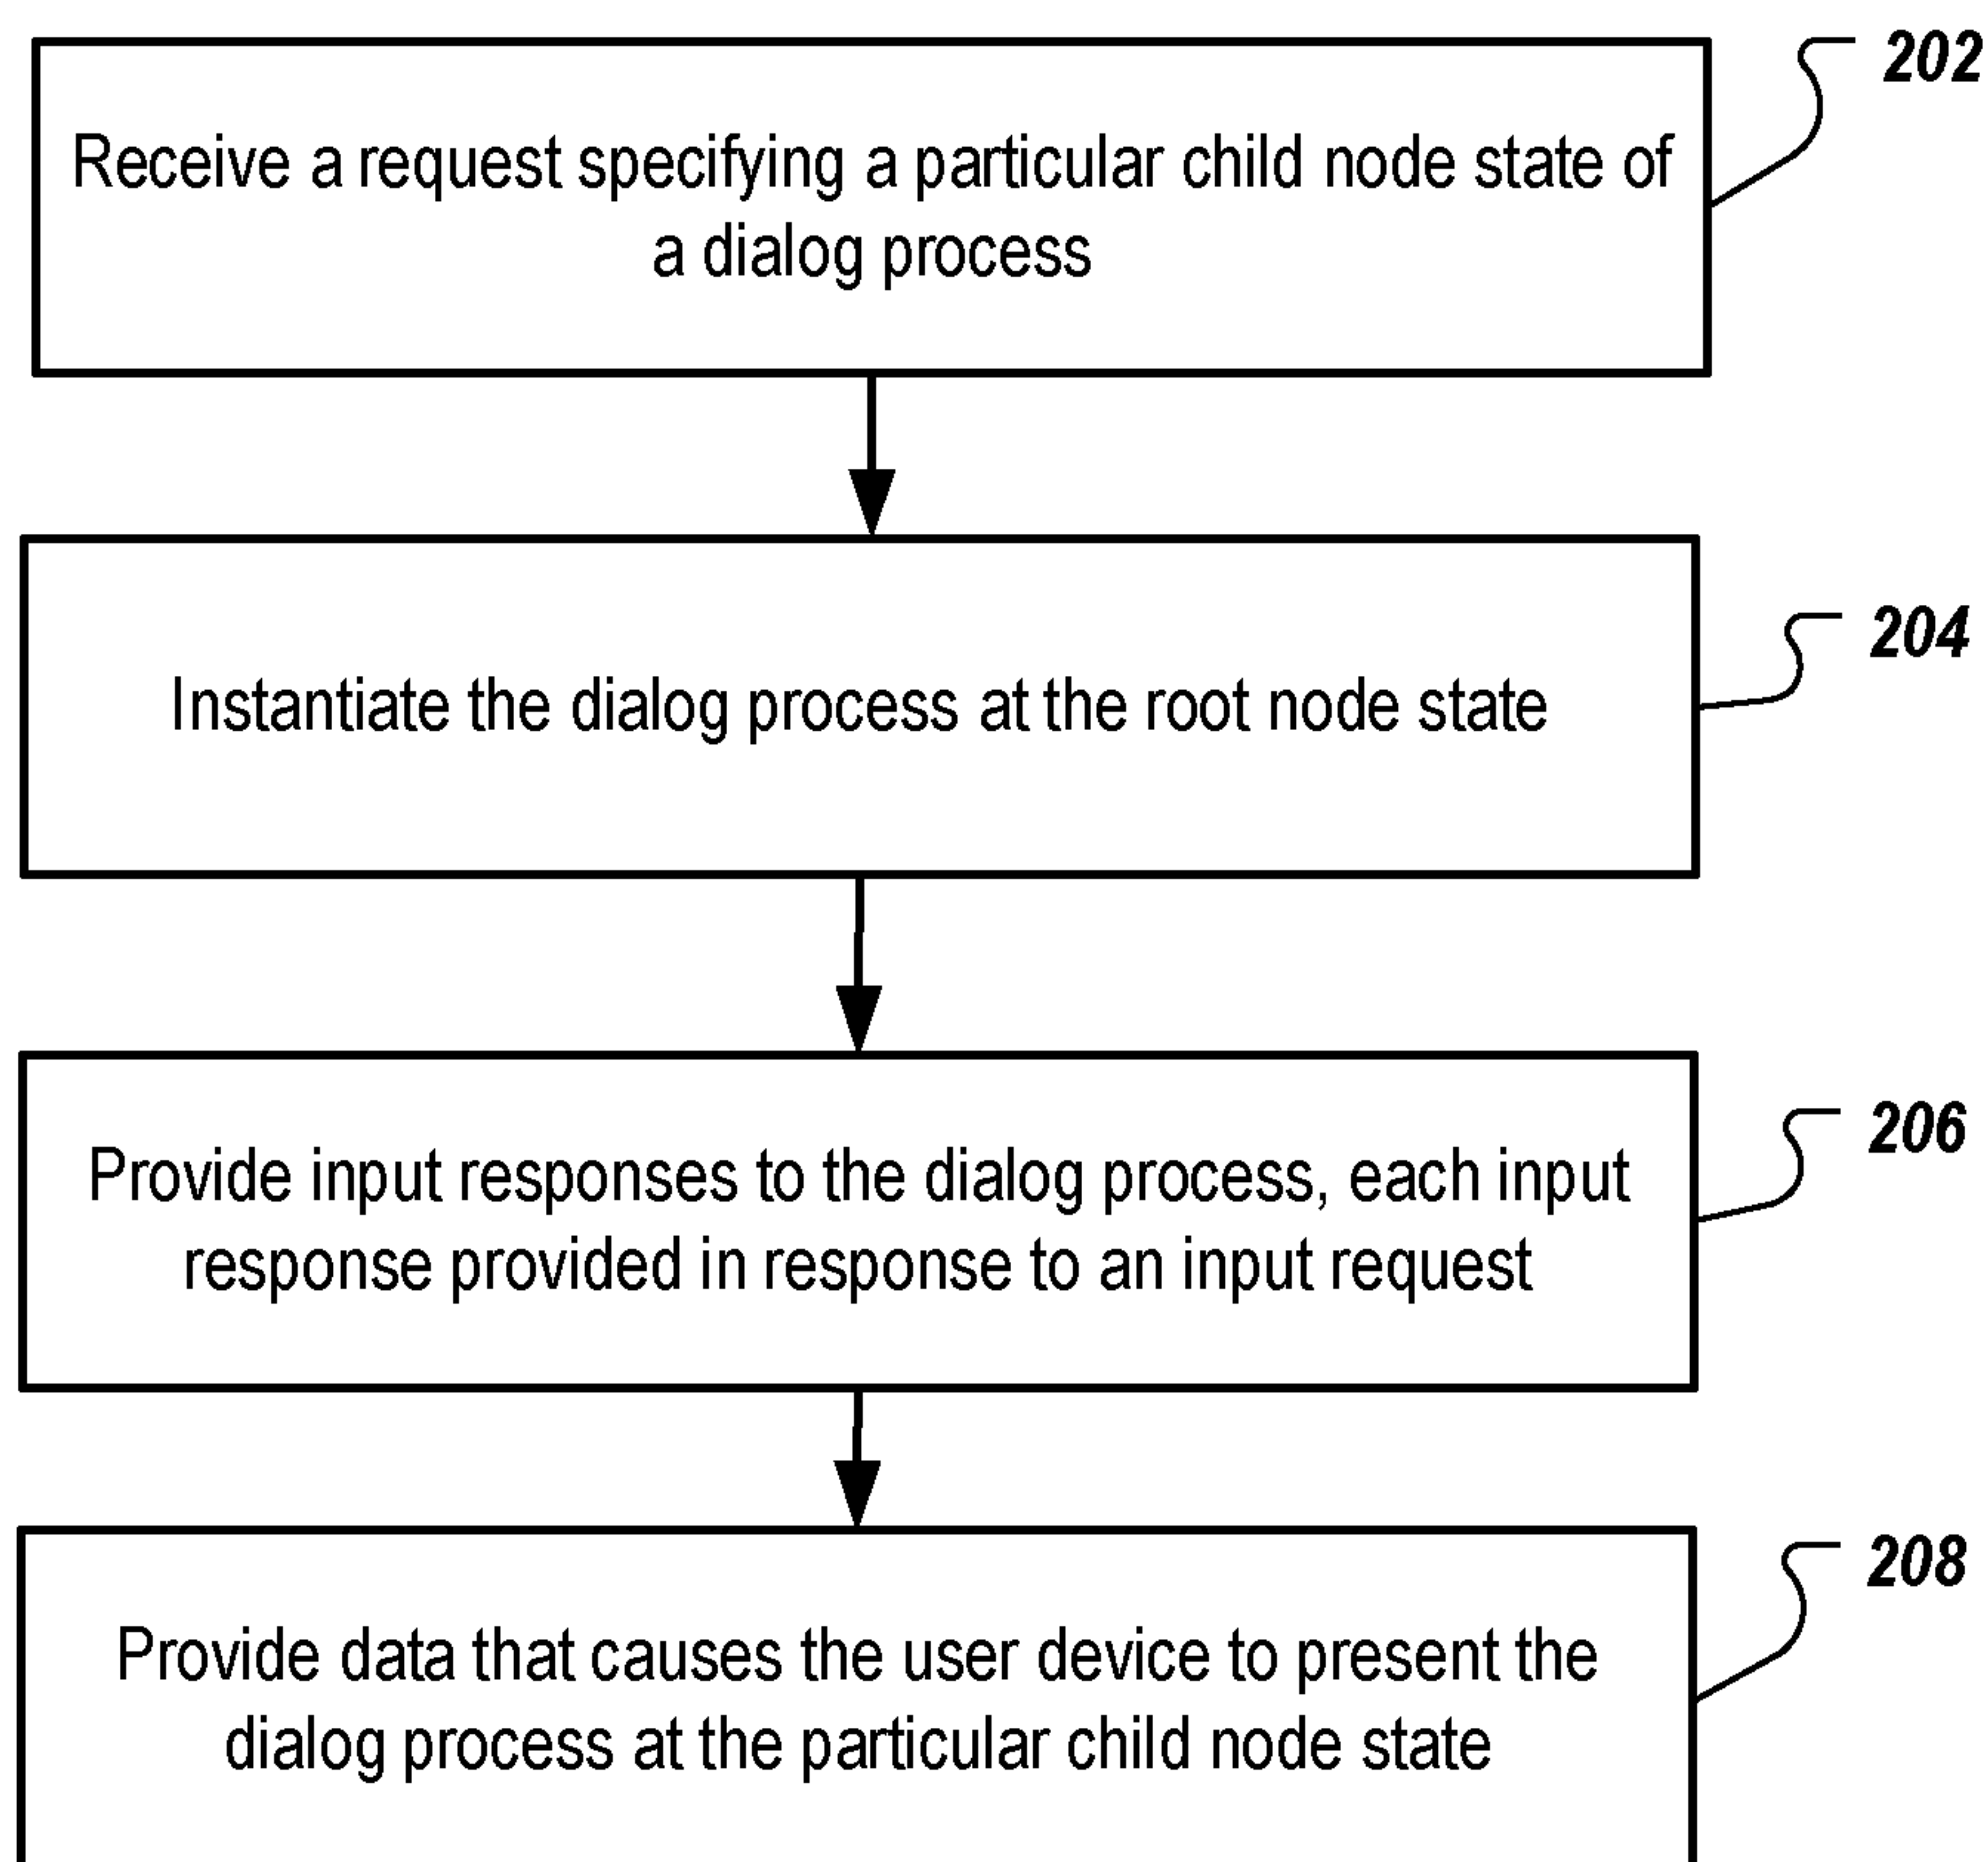 202
Receive a request specifying a particular child node state of
a dialog process
204
Instantiate the dialog process at the root node state
206
Provide input responses to the dialog process, each input
response provided in response to an input request
208
Provide data that causes the user device to present the
dialog process at the particular child node state